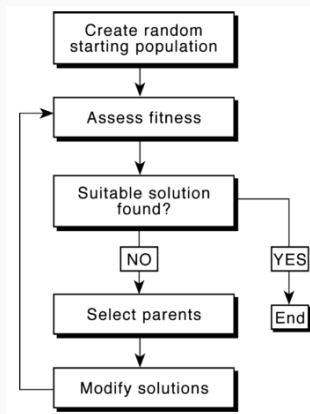 Create random
starting population
Assess fitness
Suitable solution
found?
NO
YES
Select parents
End
Modify solutions